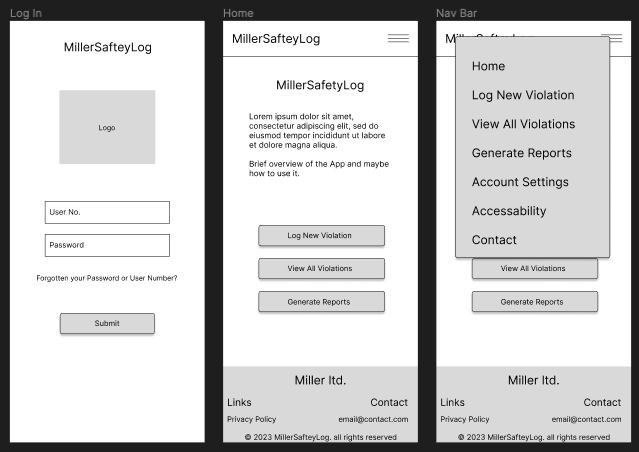 Log In
MillerSafteyLog
Logo
User No.
Password
Forgotten your Password or User Number?
Submit
Home
MillerSafteyLog
MillerSafetyLog
Lorem ipsum dolor sit amet,
consectetur adipiscing elit, sed do
eiusmod tempor incididunt ut labore
et dolore magna aliqua.
Brief overview of the App and maybe
how to use it.
Log New Violation
View All Violations
Generate Reports
Miller ltd.
Links
Contact
Privacy Policy
email@contact.com
© 2023 MillerSafteyLog. all rights reserved
Nav Bar
Home
Log New Violation
View All Violations
Generate Reports
Account Settings
Accessability
Contact
View All Violations
Generate Reports
Miller ltd.
Links
Contact
Privacy Policy
email@contact.com
© 2023 MillerSafteyLog. all rights reserved